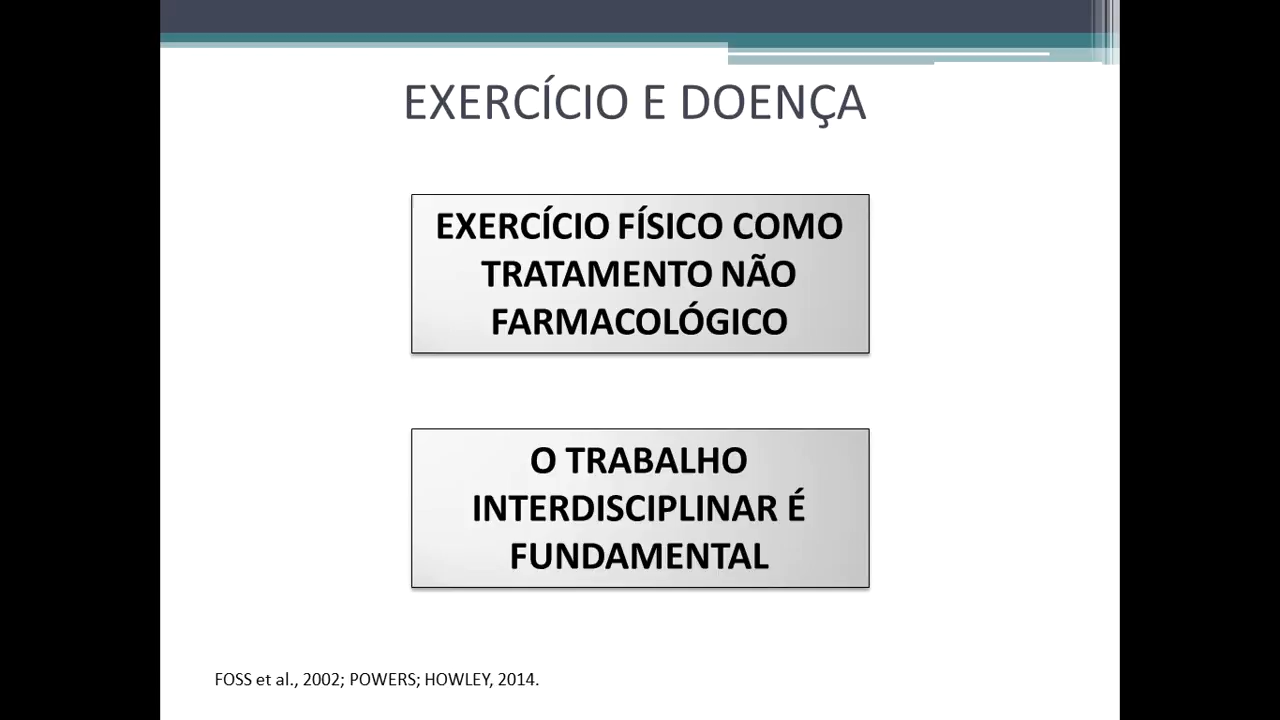 EXERCÍCIO E DOENÇA
EXERCÍCIO FÍSICO COMO
TRATAMENTO NÃO
FARMACOLÓGICO
O TRABALHO
INTERDISCIPLINAR É
FUNDAMENTAL
FOSS et al., 2002; POWERS; HOWLEY, 2014.